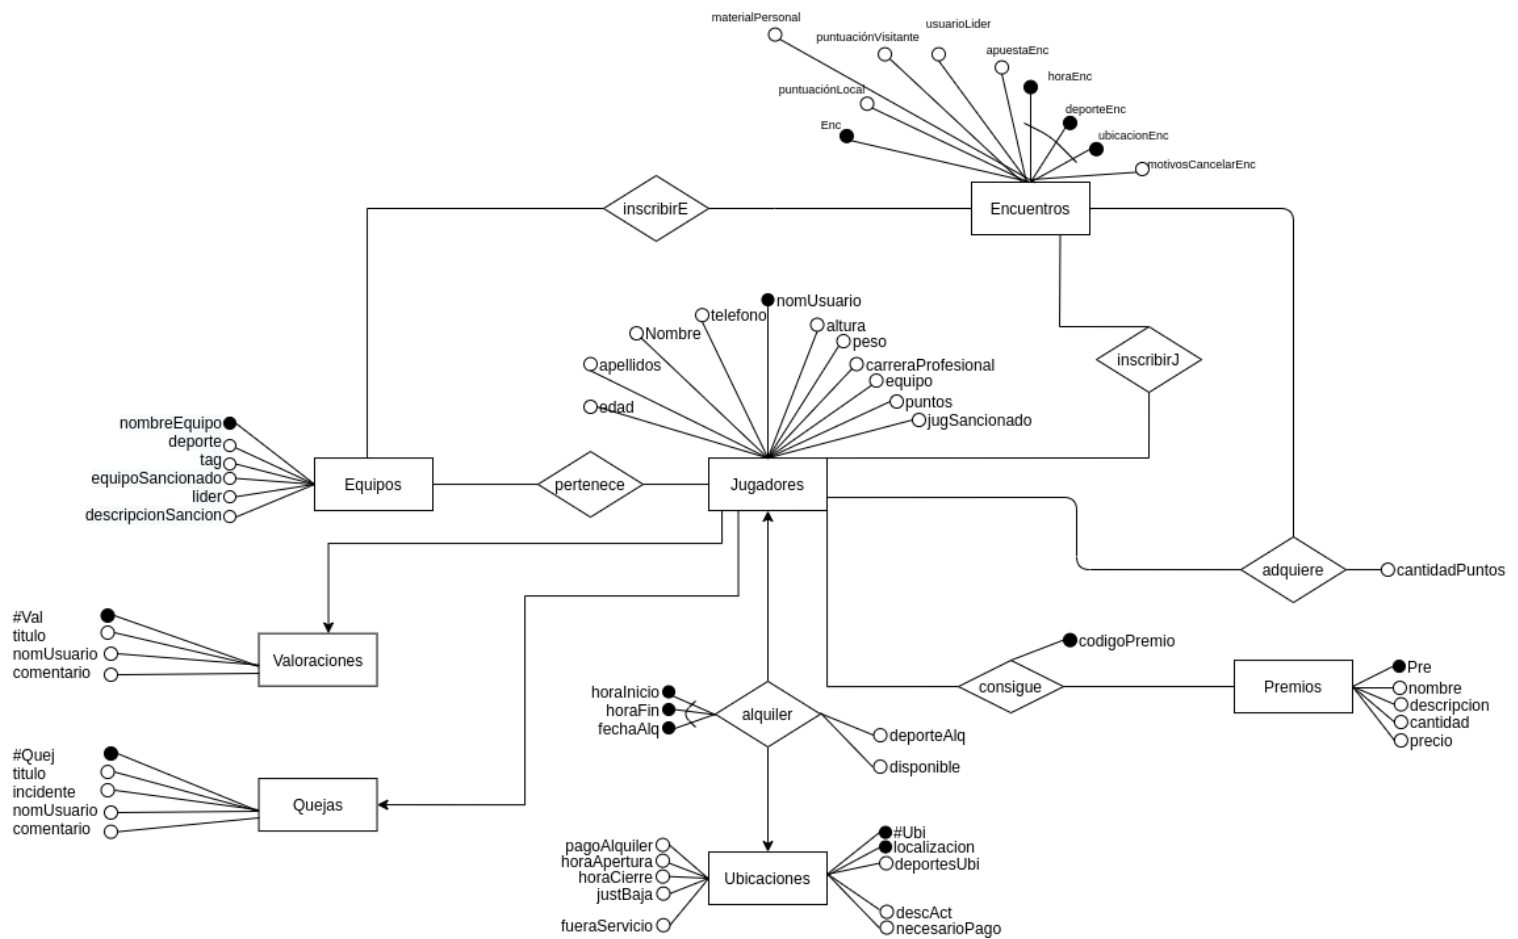 materialPersonal
usuarioLider
puntuaciónVisitante
apuestaEnc
horaEnc
puntuaciónLocal
deporteEnc
Enc
ubicacionEnc
motivosCancelarEnc
inscribirE
Encuentros
nomUsuario
telefono
Nombre
altura
peso
apellidos
carreraProfesional
equipo
edad
puntos
jugSancionado
inscribirJ
nombreEquipo
deporte
tag
equipoSancionado
lider
descripcionSancion
Equipos
pertenece
Jugadores
adquiere
cantidadPuntos
#Val
titulo
nomUsuario
comentario
Valoraciones
codigoPremio
consigue
Premios
Pre
nombre
descripcion
cantidad
precio
horaInicio
horaFin
fechaAlq
alquiler
deporteAlq
disponible
#Quej
titulo
incidente
nomUsuario
comentario
Quejas
pagoAlquiler
horaApertura
horaCierre
justBaja
fueraServicio
Ubicaciones
#Ubi
localizacion
deportesUbi
descAct
necesarioPago